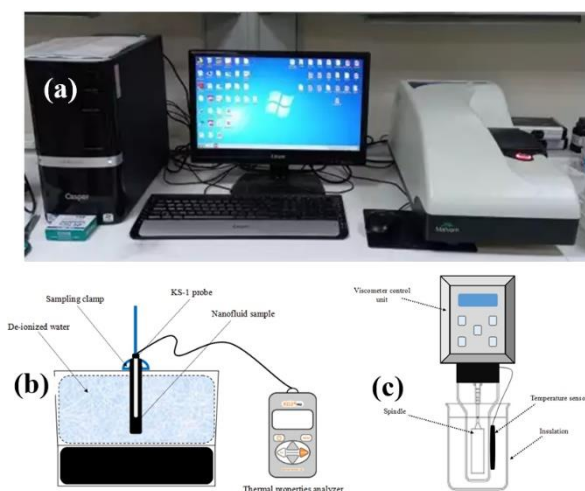 (a)
Casper
Malvern
Sampling clamp
KS-1 probe
Nanofluid sample
De-ionized water
(b)
Thermal properties analyzer
Viscometer control
unit
(c)
Spindle
Temperature sensor
Insulation